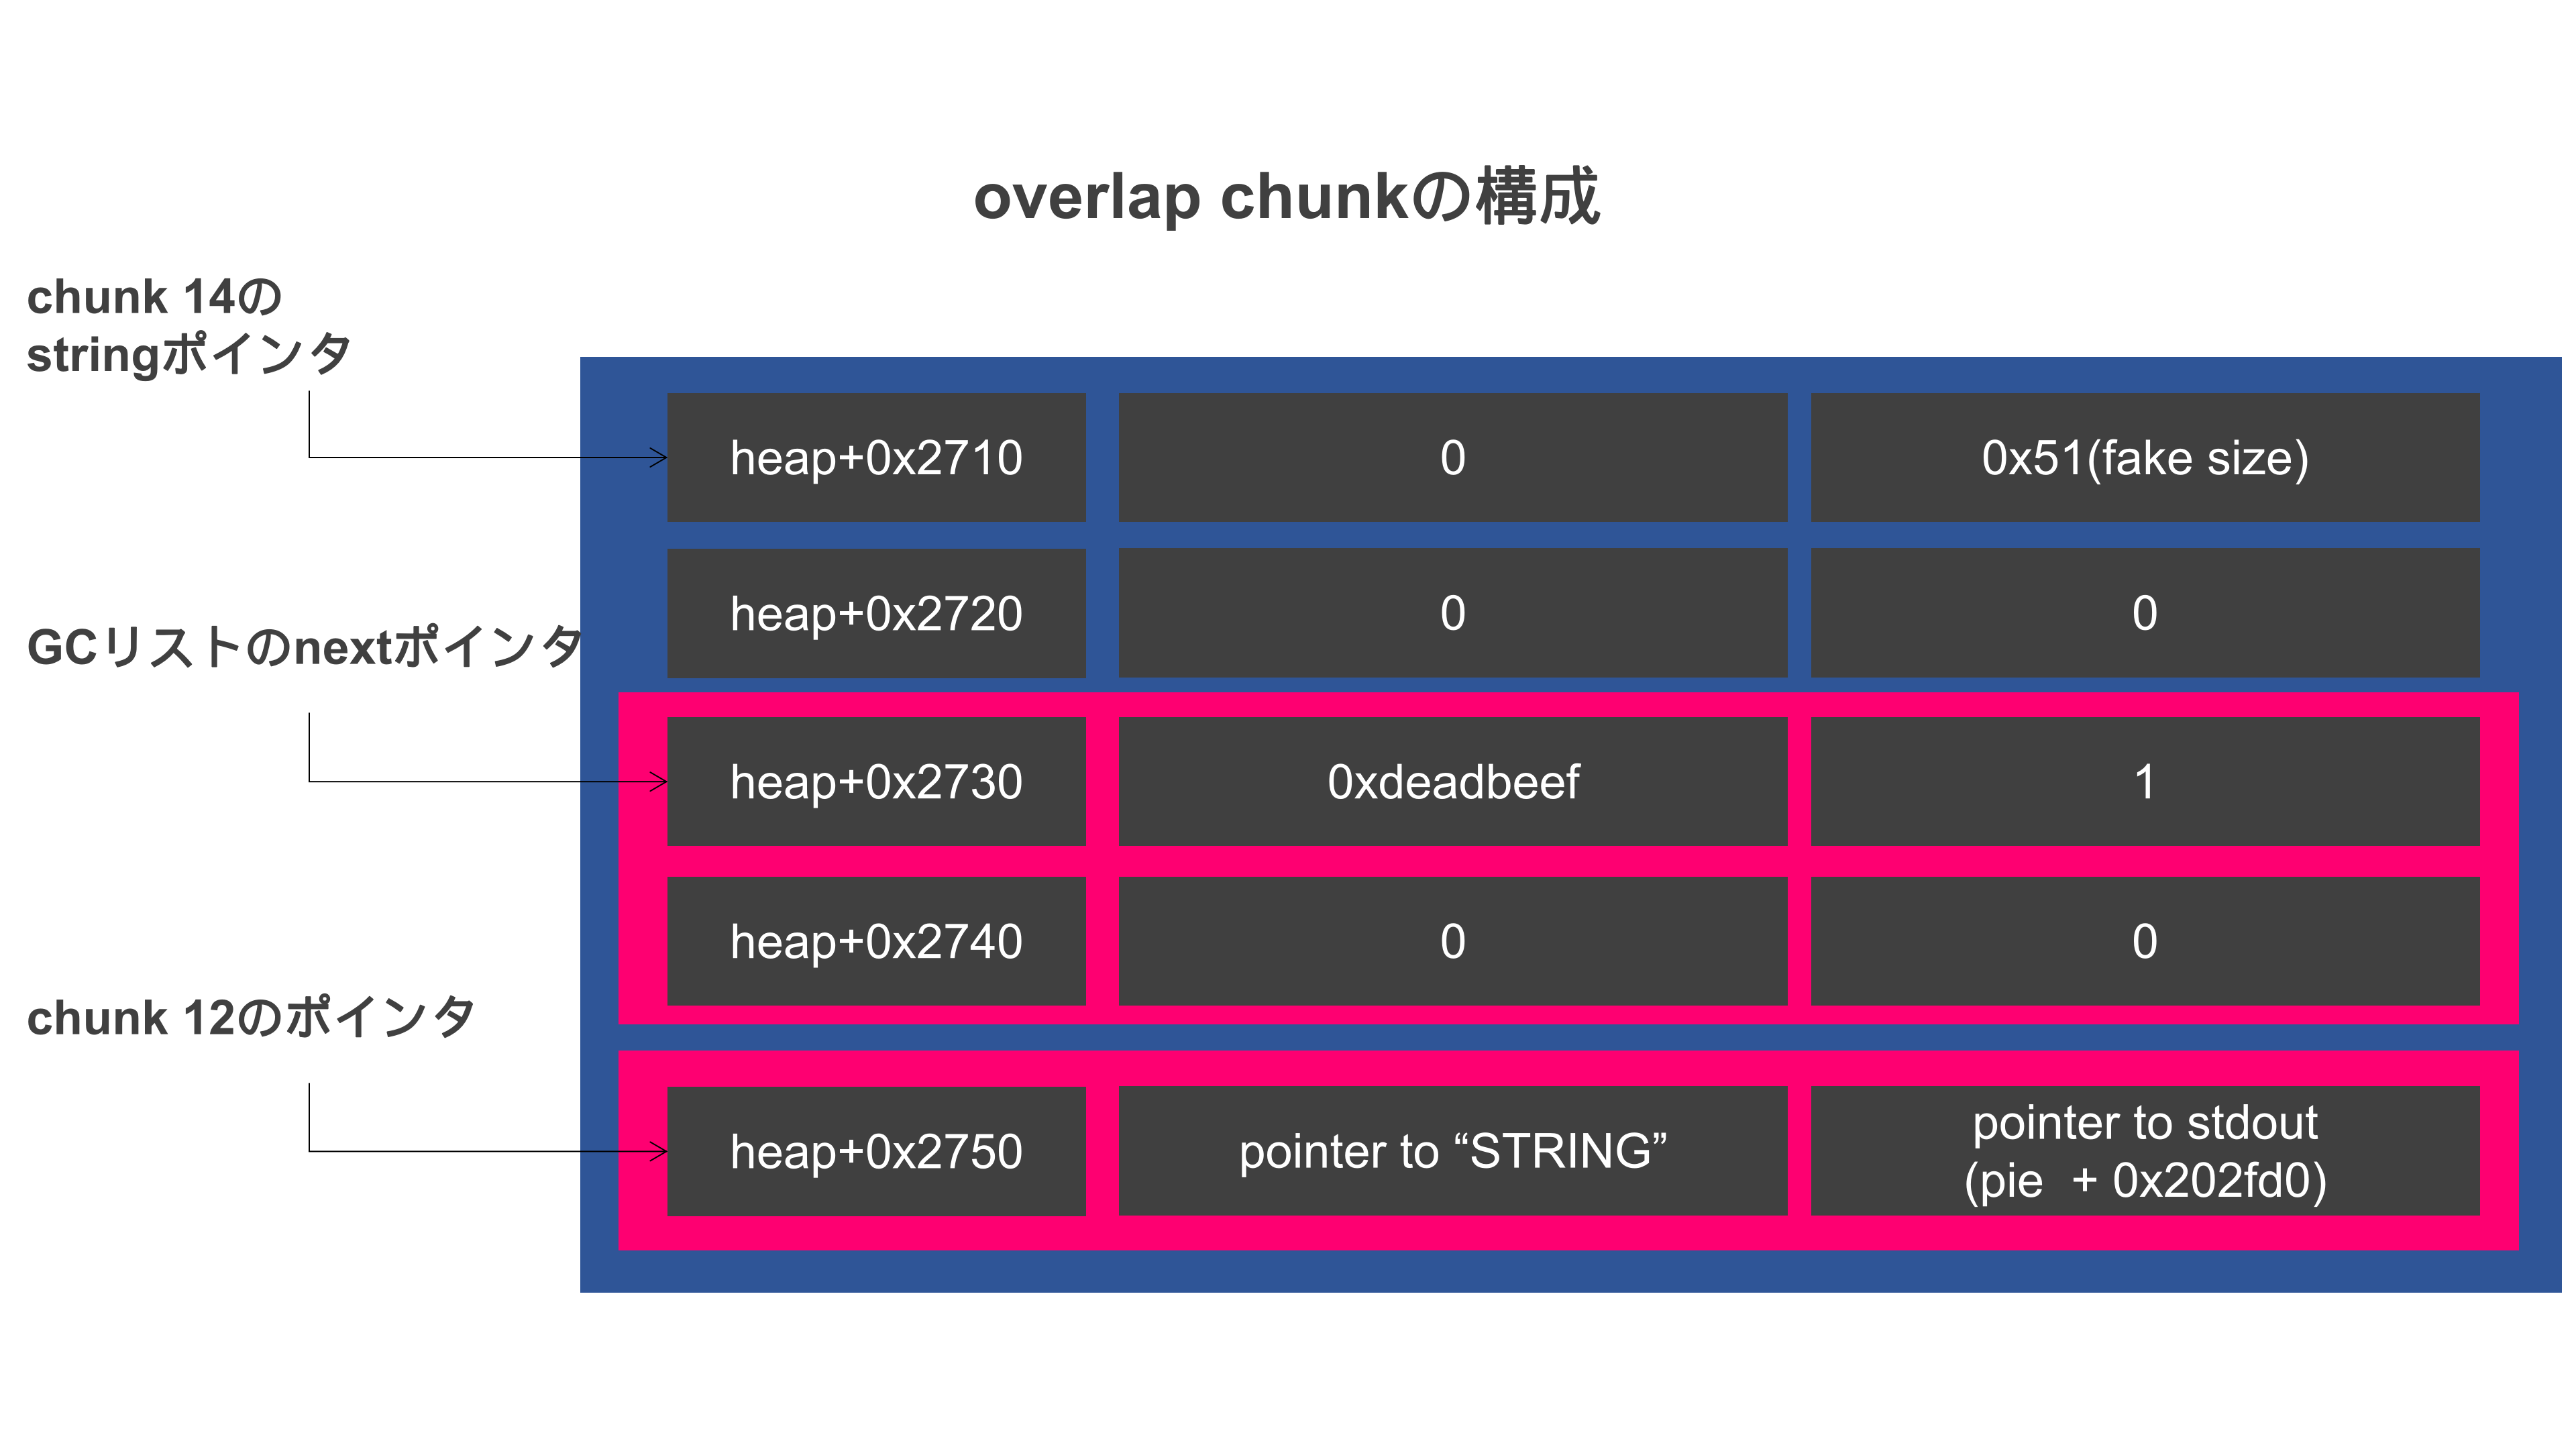 overlap chunkの構成
chunk 14の
stringポインタ
heap+0x2710
0
0x51(fake size)
heap+0x2720
0
0
GCリストのnextポインタ
heap+0x2730
0xdeadbeef
1
heap+0x2740
0
0
chunk 12のポインタ
heap+0x2750
pointer to “STRING”
pointer to stdout
(pie + 0x202fd0)